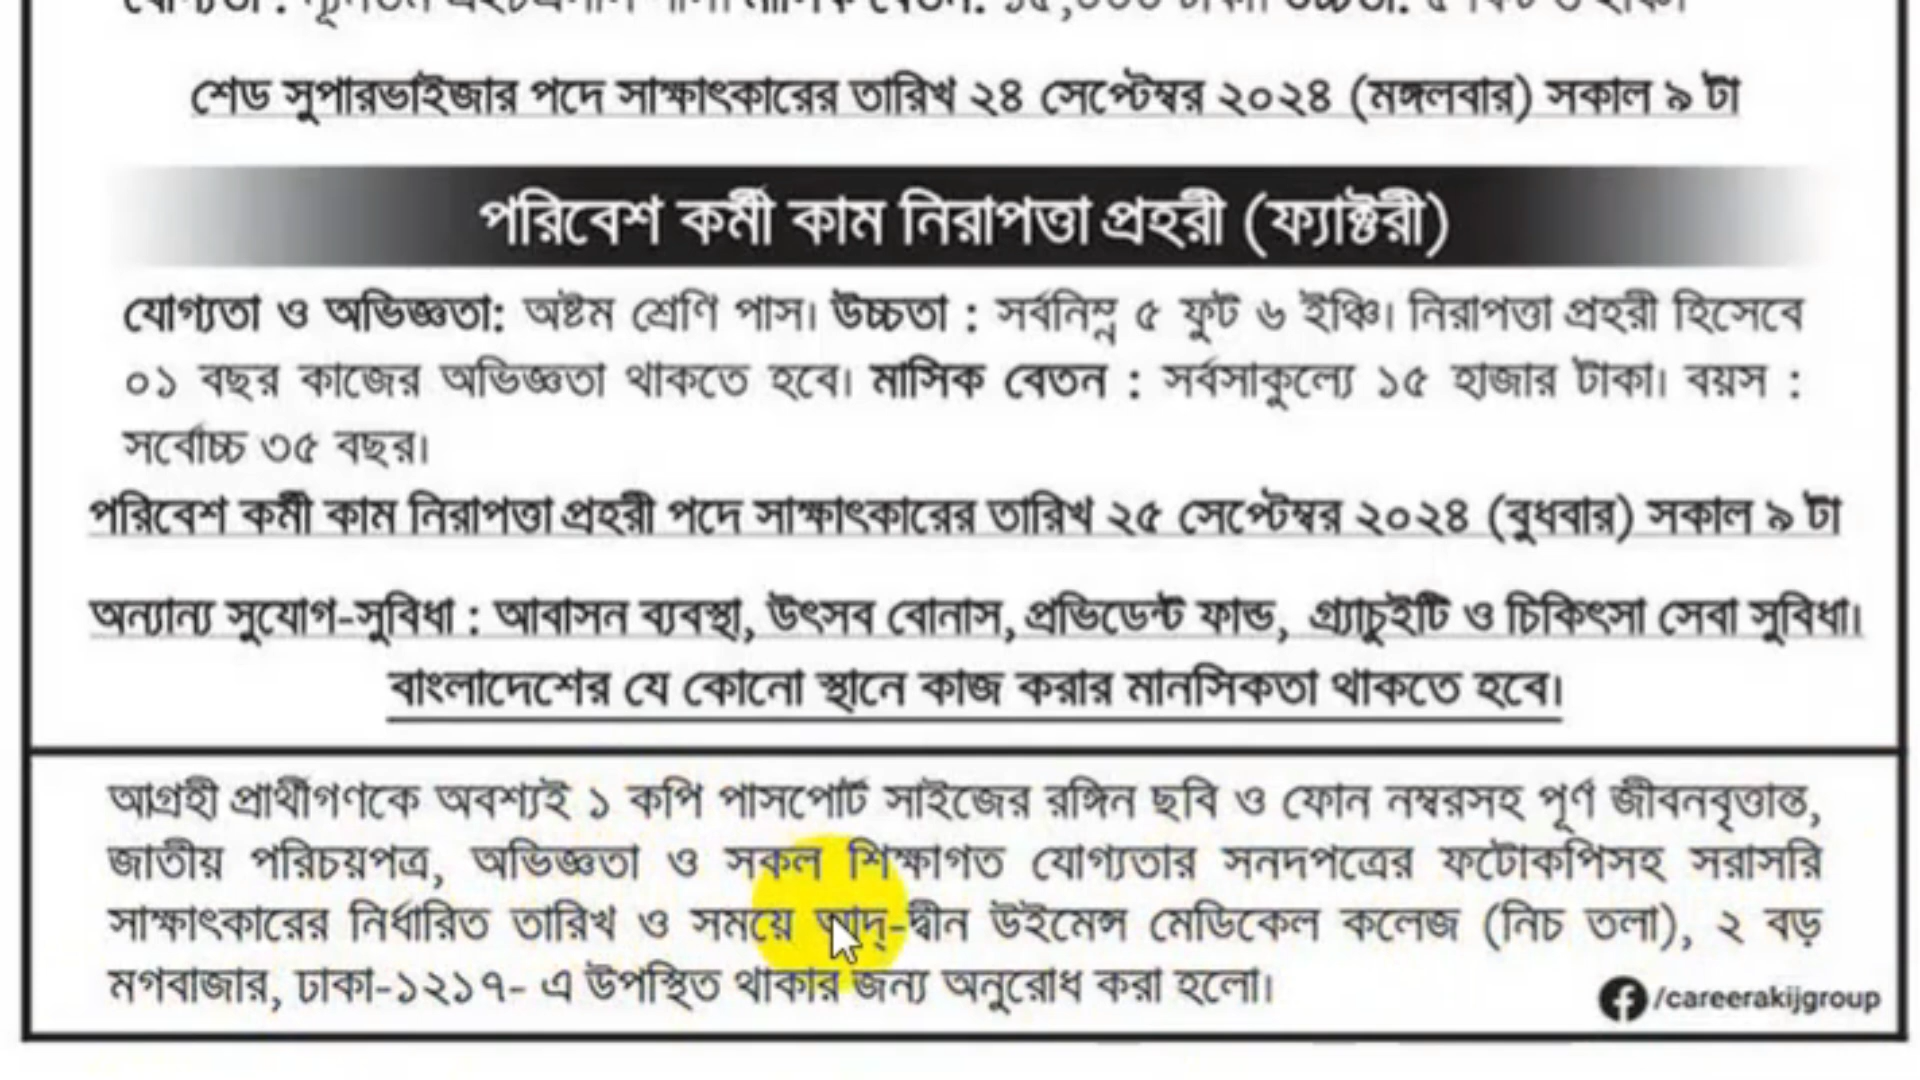 শেড সুপারভাইজার পদে সাক্ষাৎকারের তারিখ ২৪ সেপ্টেম্বর ২০২৪ (মঙ্গলবার) সকাল ৯ টা
পরিবেশ কর্মী কাম নিরাপত্তা প্রহরী (ফ্যাক্টরী)
যোগ্যতা ও অভিজ্ঞতা: অষ্টম শ্রেণি পাস। উচ্চতা : সর্বনিম্ন ৫ ফুট ৬ ইঞ্চি। নিরাপত্তা প্রহরী হিসেবে
০১ বছর কাজের অভিজ্ঞতা থাকতে হবে। মাসিক বেতন : সর্বসাকুল্যে ১৫ হাজার টাকা। বয়স :
সর্বোচ্চ ৩৫ বছর।
পরিবেশ কর্মী কাম নিরাপত্তা প্রহরী পদে সাক্ষাৎকারের তারিখ ২৫ সেপ্টেম্বর ২০২৪ (বুধবার) সকাল ৯ টা
অন্যান্য সুযোগ-সুবিধা : আবাসন ব্যবস্থা, উৎসব বোনাস, প্রভিডেন্ট ফান্ড, গ্র্যাচুইটি ও চিকিৎসা সেবা সুবিধা।
বাংলাদেশের যে কোনো স্থানে কাজ করার মানসিকতা থাকতে হবে।
আগ্রহী প্রার্থীগণকে অবশ্যই ১ কপি পাসপোর্ট সাইজের রঙ্গিন ছবি ও ফোন নম্বরসহ পূর্ণ জীবনবৃত্তান্ত,
জাতীয় পরিচয়পত্র, অভিজ্ঞতা ও সকল শিক্ষাগত যোগ্যতার সনদপত্রের ফটোকপিসহ সরাসরি
সাক্ষাৎকারের নির্ধারিত তারিখ ও সময়ে আদ্-দ্বীন উইমেন্স মেডিকেল কলেজ (নিচ তলা), ২ বড়
মগবাজার, ঢাকা-১২১৭- এ উপস্থিত থাকার জন্য অনুরোধ করা হলো।
/careerakijgroup